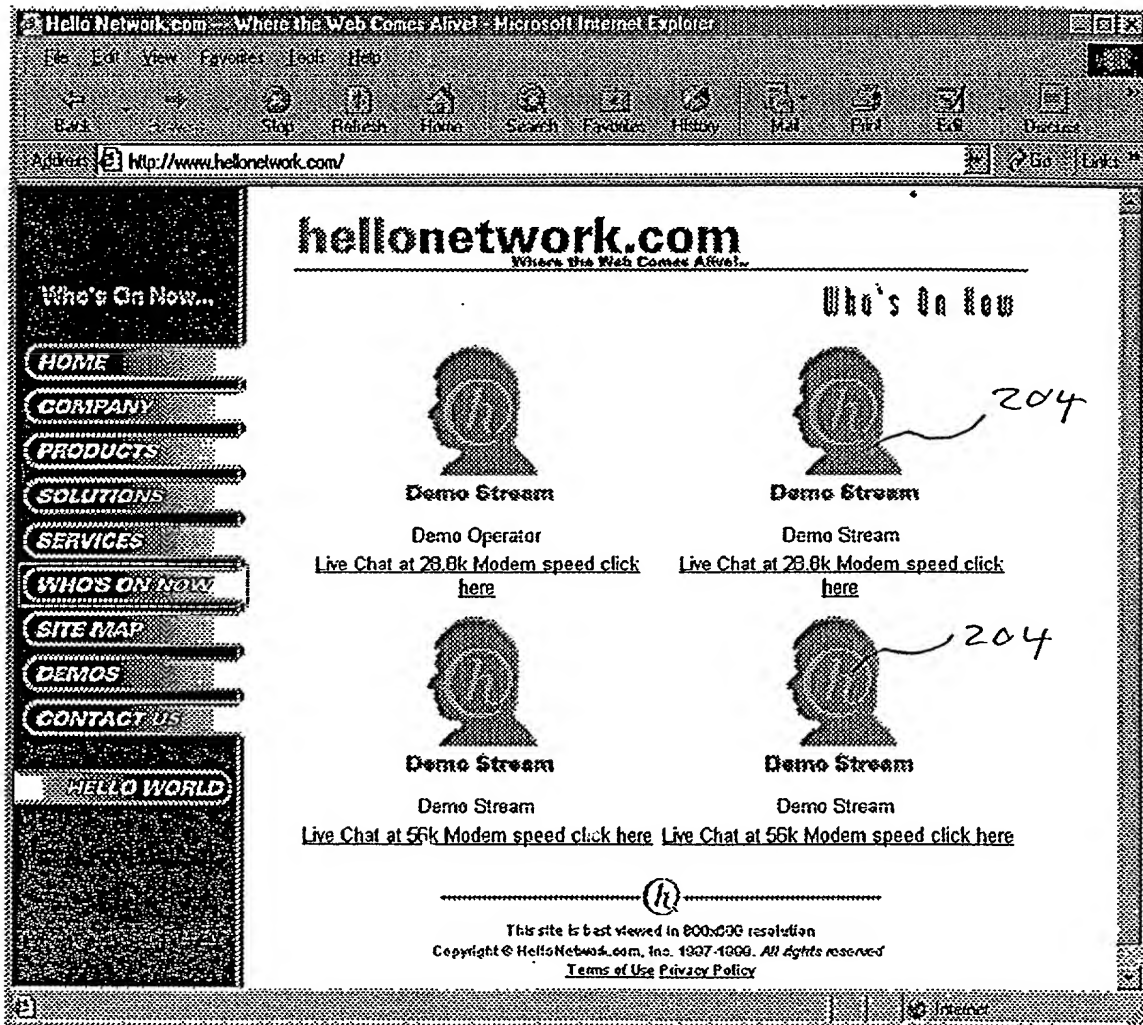 Hello Network.com --- Where the Web Comes Alive! - Microsoft Internet Explorer
File Edit View Favorites Tools Help
Back Stop Refresh Home Search Favorites History Mail Print Edit Discuss
Address http://www.hellonetwork.com/ Go Links
hellonetwork.com
Where the Web Comes Alive!
Who's On Now...
Who's On Now
HOME
COMPANY
PRODUCTS
SOLUTIONS
SERVICES
WHO'S ON NOW
SITE MAP
DEMOS
CONTACT US
HELLO WORLD
h
h
204
Demo Stream
Demo Stream
Demo Operator
Demo Stream
Live Chat at 28.8k Modem speed click
here
Live Chat at 28.8k Modem speed click
here
h
h
204
Demo Stream
Demo Stream
Demo Stream
Demo Stream
Live Chat at 56k Modem speed click here
Live Chat at 56k Modem speed click here
h
This site is best viewed in 800x600 resolution
Copyright © HelloNetwork.com, Inc. 1997-1999. All rights reserved
Terms of Use Privacy Policy
Internet